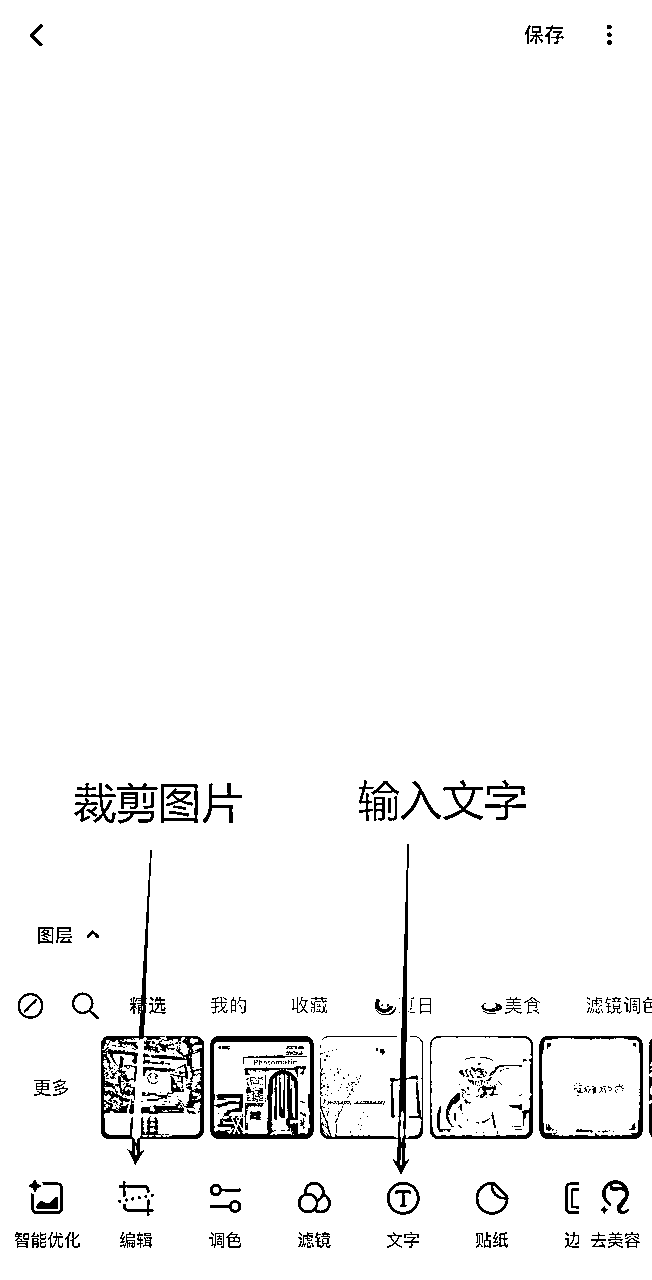 保存
裁剪图片 输入文字
图层
精选 我的 收藏 夏日 美食 滤镜调色
更多
智能优化 编辑 调色 滤镜 文字 贴纸 边 去美容